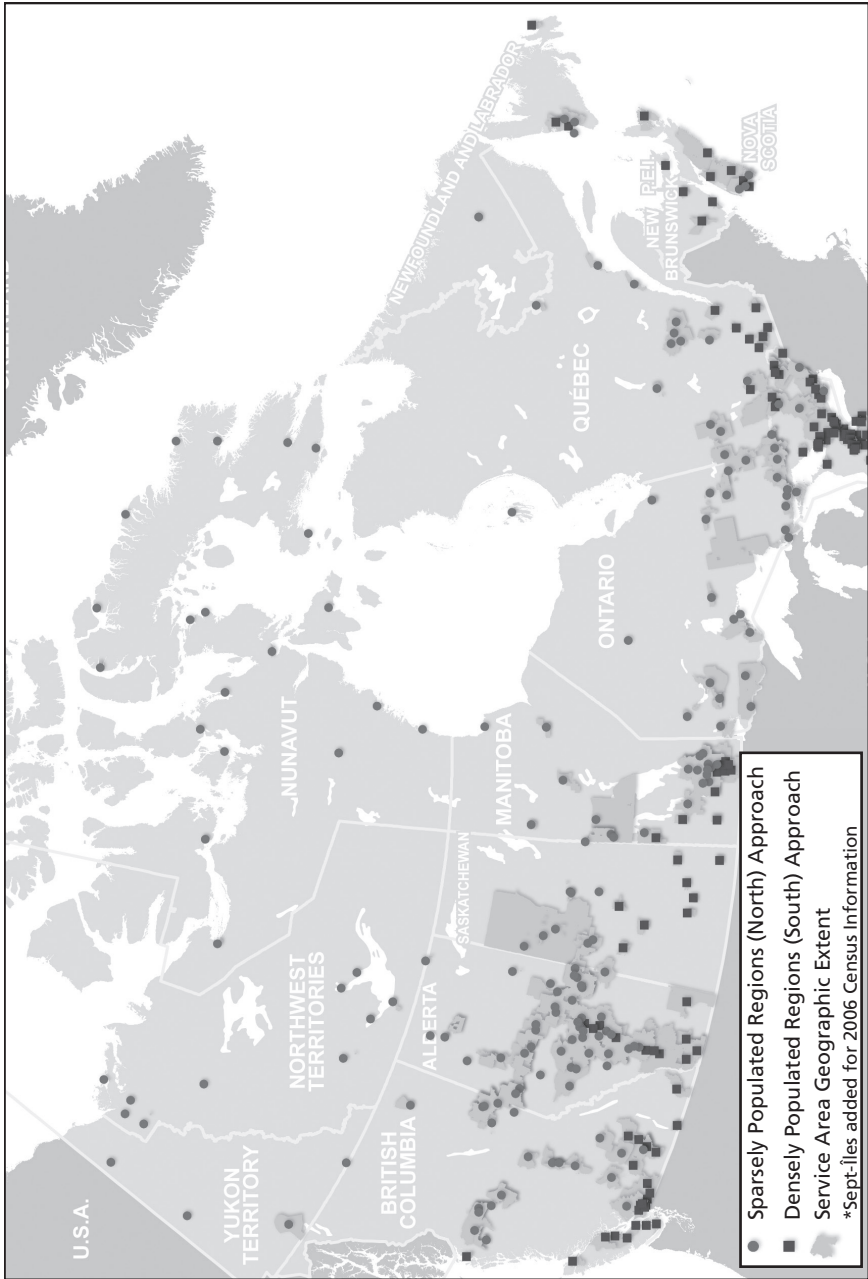 U.S.A.
YUKON
TERRITORY
NORTHWEST
TERRITORIES
NUNAVUT
BRITISH
COLUMBIA
ALBERTA
SASKATCHEWAN
MANITOBA
ONTARIO
QUÉBEC
NEWFOUNDLAND AND LABRADOR
NEW
BRUNSWICK
P.E.I.
NOVA
SCOTIA
Sparsely Populated Regions (North) Approach
Densely Populated Regions (South) Approach
Service Area Geographic Extent
*Sept-Îles added for 2006 Census Information